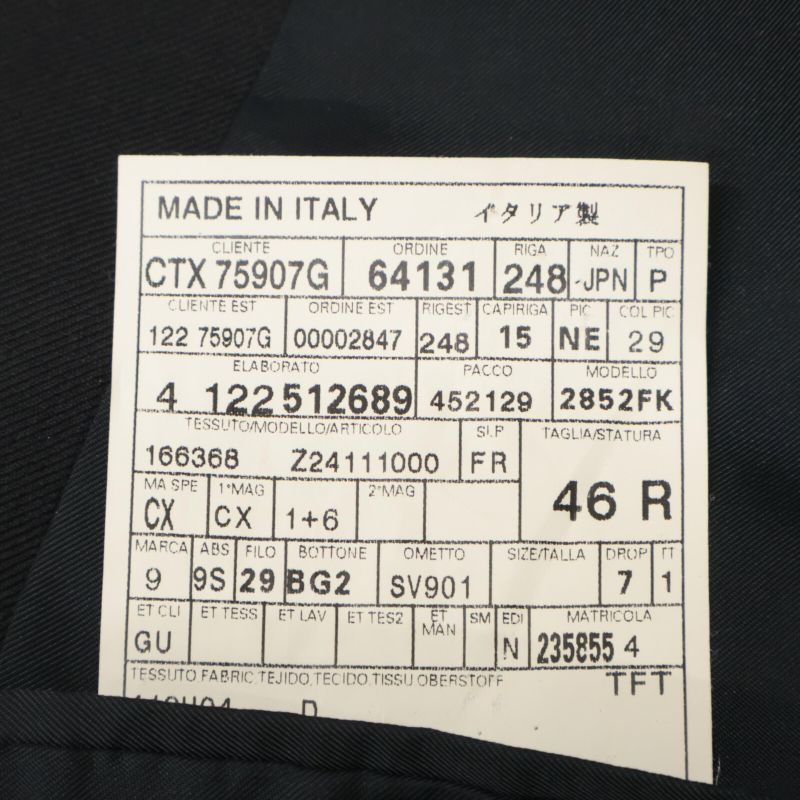 MADE IN ITALY イタリア製
CLIENTE ORDINE RIGA NAZ TPO
CTX 75907G 64131 248 JPN P
CLIENTE EST ORDINE EST RIGEST CAPIRIGA PIC COL PIC
122 75907G 00002847 248 15 NE 29
ELABORATO PACCO MODELLO
4 122 512689 452129 2852FK
TESSUTO/MODELLO/ARTICOLO SI.P TAGLIA/STATURA
166368 Z24111000 FR 46 R
MA SPE 1°MAG 2°MAG
CX CX 1+6
MARCA ABS FILO BOTTONE OMETTO SIZE/TALLA DROP TT
9 9S 29 BG2 SV901 7 1
ET CLI ET TESS ET LAV ET TES2 ET MAN SM EDI MATRICOLA
GU N 235855 4
TESSUTO FABRIC TEJIDO TECIDO TISSU OBERSTOFF TFT